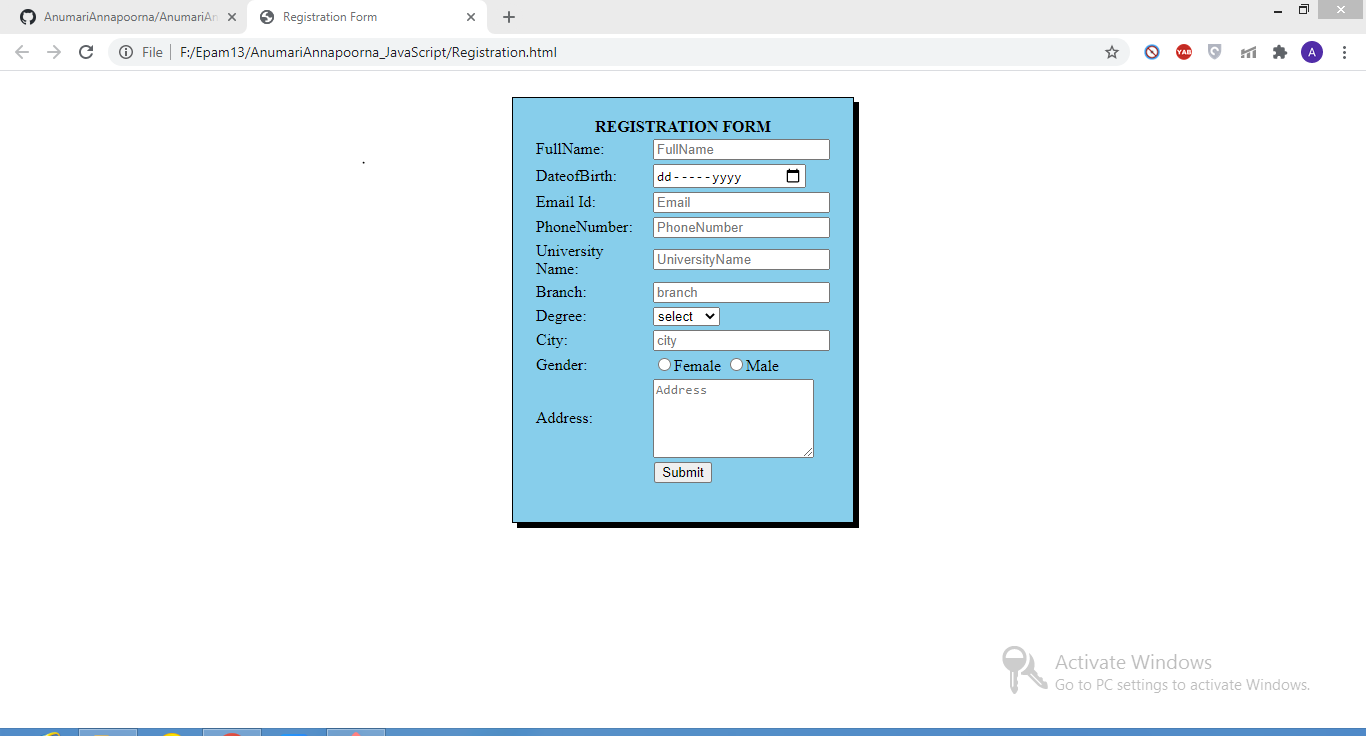 AnumariAnnapoorna/AnumariAn
Registration Form
File
F:/Epam13/AnumariAnnapoorna_JavaScript/Registration.html
YAB
A
REGISTRATION FORM
FullName: FullName
DateofBirth: dd-----yyyy
Email Id: Email
PhoneNumber: PhoneNumber
University
Name: UniversityName
Branch: branch
Degree: select
City: city
Gender: Female Male
Address: Address
Submit
Activate Windows
Go to PC settings to activate Windows.